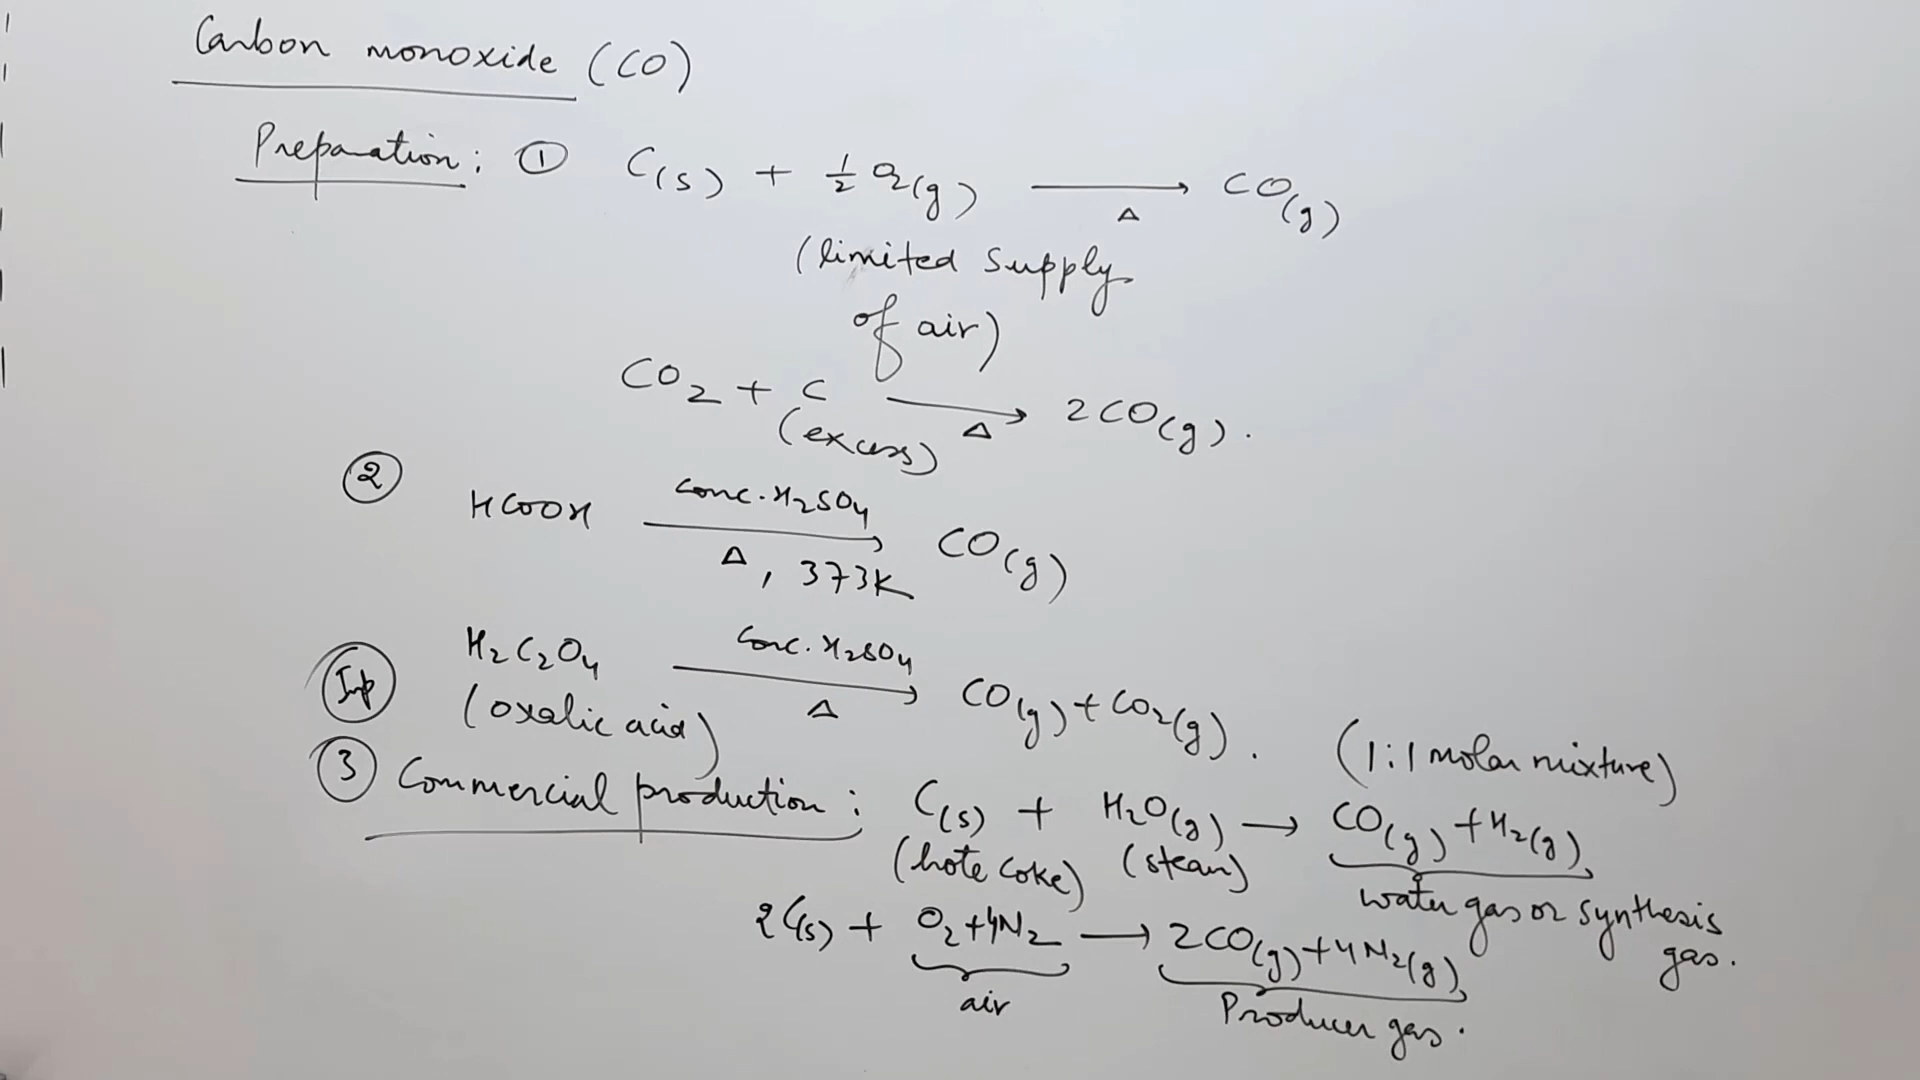 Carbon monoxide (CO)
Preparation: ① C(s) + 1/2 O2(g) ⟶ CO(g)
Δ
(limited supply
of air)
CO2 + C ⟶ 2CO(g).
(excess) Δ
② HCOOH ⟶ CO(g)
conc. H2SO4
Δ, 373K
Imp H2C2O4 ⟶ CO(g) + CO2(g). (1:1 molar mixture)
Conc. H2SO4
Δ
(oxalic acid)
③ Commercial production: C(s) + H2O(g) ⟶ CO(g) + H2(g)
(hote coke) (steam)
water gas or synthesis
gas.
2C(s) + O2+4N2 ⟶ 2CO(g) + 4N2(g)
air
Producer gas.